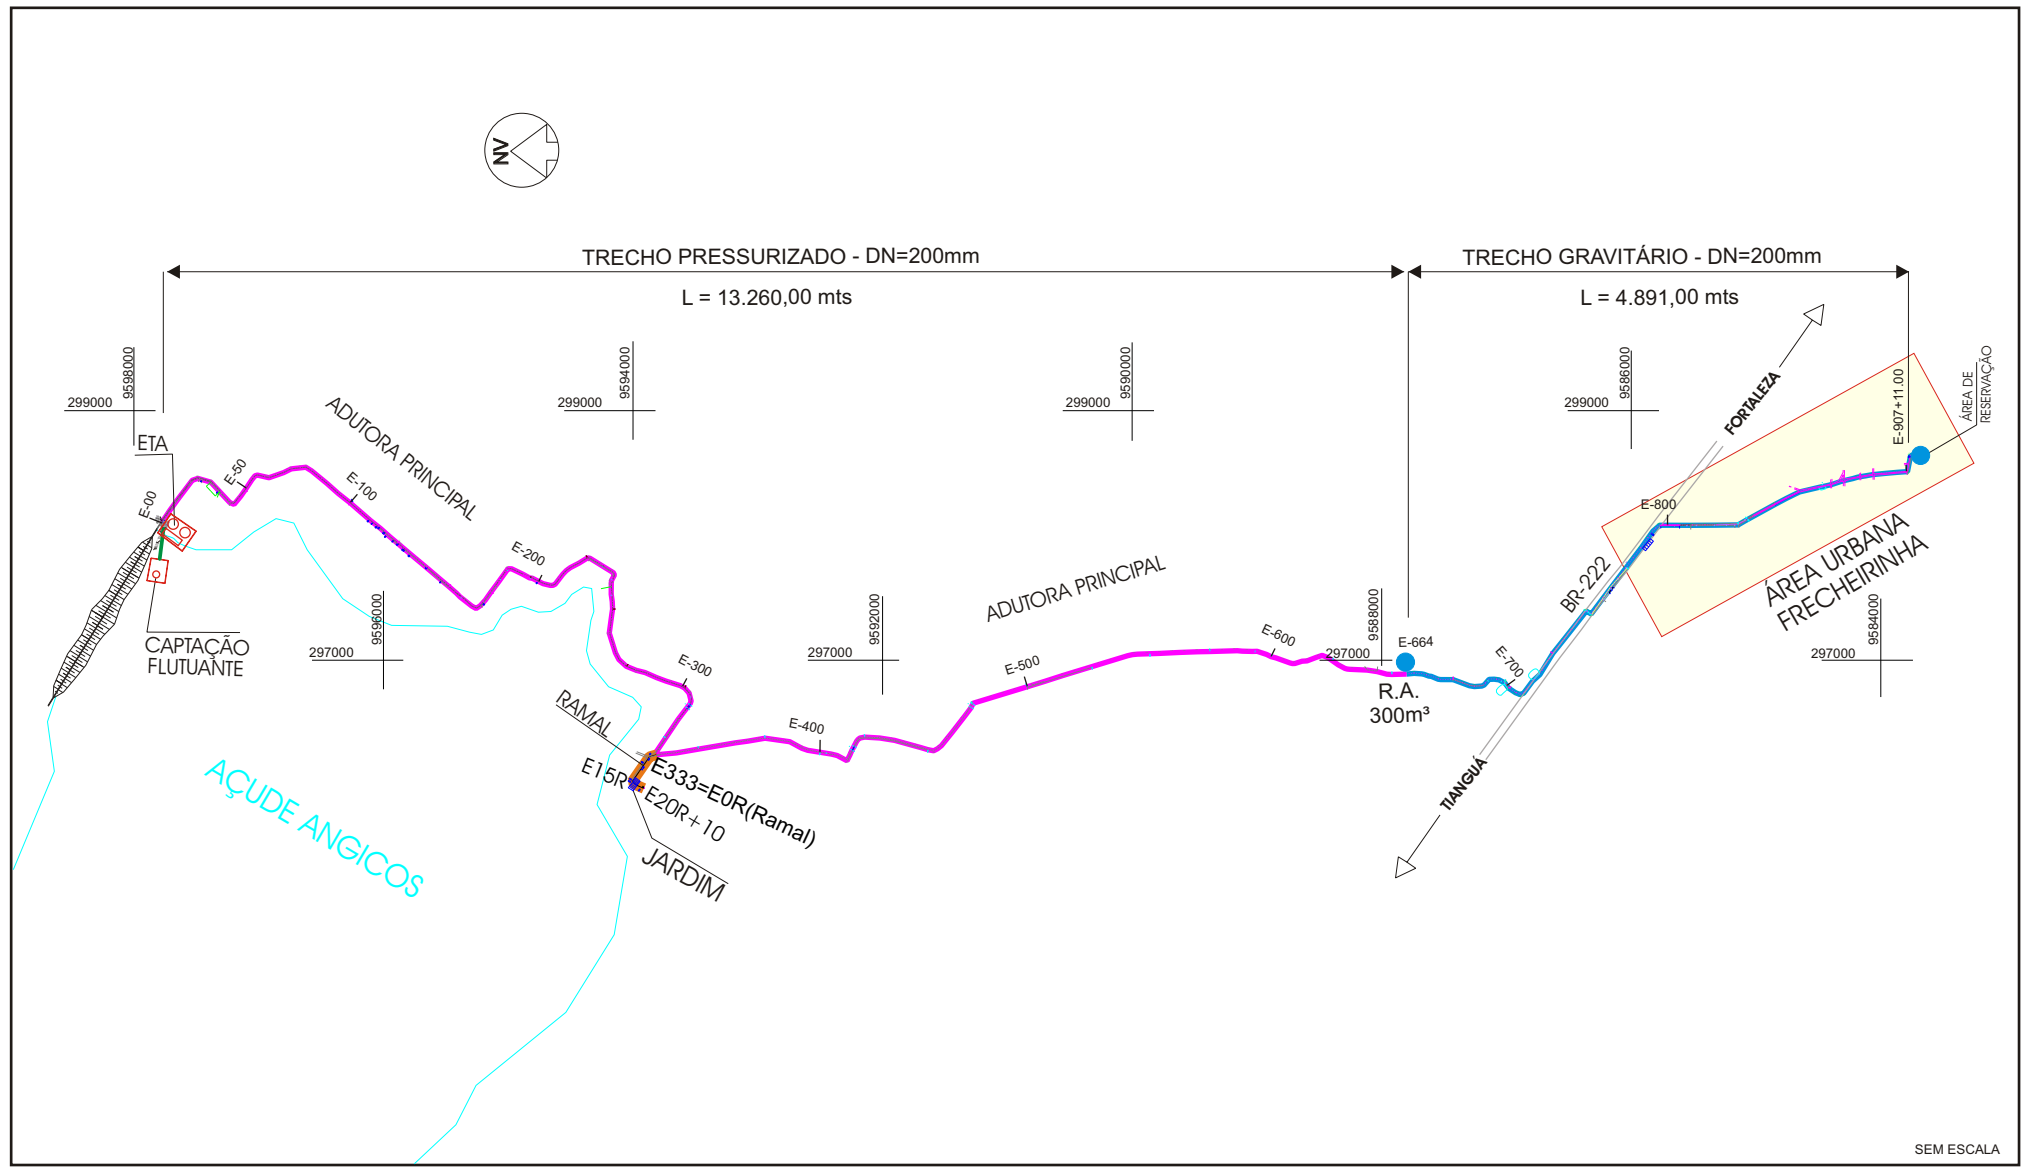 NV
TRECHO PRESSURIZADO - DN=200mm
L = 13.260,00 mts
TRECHO GRAVITÁRIO - DN=200mm
L = 4.891,00 mts
299000
9598000
299000
9594000
299000
9590000
299000
9586000
ETA
E-00
E-50
E-100
ADUTORA PRINCIPAL
E-200
CAPTAÇÃO
FLUTUANTE
297000
9596000
E-300
RAMAL
E15R
E333=E0R(Ramal)
E20R+10
JARDIM
AÇUDE ANGICOS
E-400
297000
9592000
ADUTORA PRINCIPAL
E-500
E-600
297000
9588000
E-664
R.A.
300m³
E-700
BR-222
FORTALEZA
TIANGUÁ
E-800
E-907+11.00
ÁREA DE
RESERVAÇÃO
ÁREA URBANA
FRECHEIRINHA
297000
9584000
SEM ESCALA